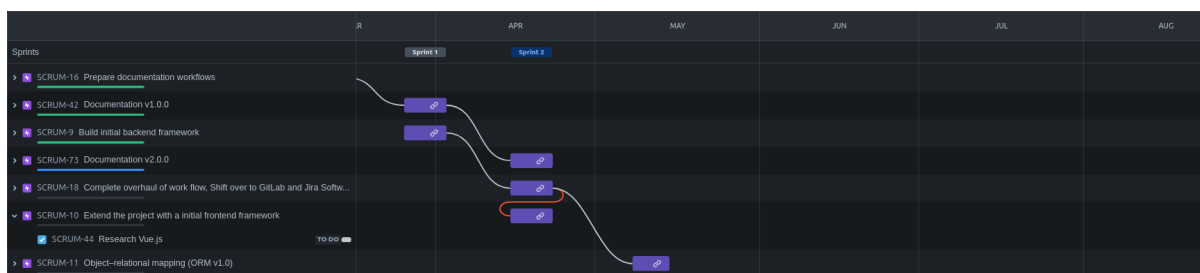 R APR MAY JUN JUL AUG
Sprints Sprint 1 Sprint 2
SCRUM-16 Prepare documentation workflows
SCRUM-42 Documentation v1.0.0
SCRUM-9 Build initial backend framework
SCRUM-73 Documentation v2.0.0
SCRUM-18 Complete overhaul of work flow, Shift over to GitLab and Jira Softw...
SCRUM-10 Extend the project with a initial frontend framework
SCRUM-44 Research Vue.js TO DO
SCRUM-11 Object–relational mapping (ORM v1.0)